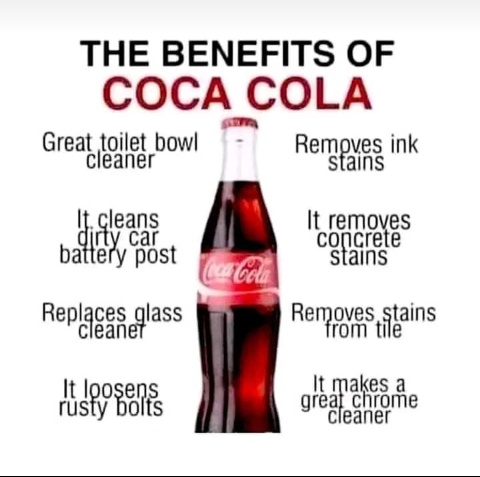 THE BENEFITS OF
COCA COLA
Great toilet bowl
cleaner
Removes ink
stains
It cleans
dirty car
battery post
It removes
concrete
stains
Coca-Cola
Replaces glass
cleaner
Removes stains
from tile
It loosens
rusty bolts
It makes a
great chrome
cleaner